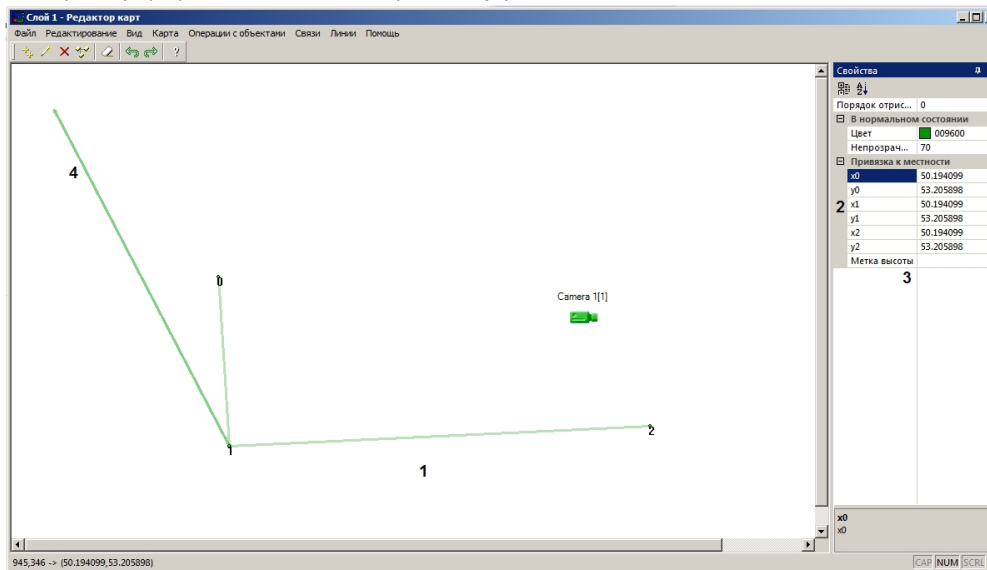 Слой 1 - Редактор карт
Файл Редактирование Вид Карта Операции с объектами Связи Линии Помощь
?
Свойства
Порядок отрис... 0
В нормальном состоянии
Цвет 009600
Непрозрач... 70
Привязка к местности
x0 50.194099
y0 53.205898
2 x1 50.194099
y1 53.205898
x2 50.194099
y2 53.205898
Метка высоты
3
4
0
Camera 1[1]
1
2
1
x0
x0
945,346 -> (50.194099,53.205898)
CAP NUM SCRL